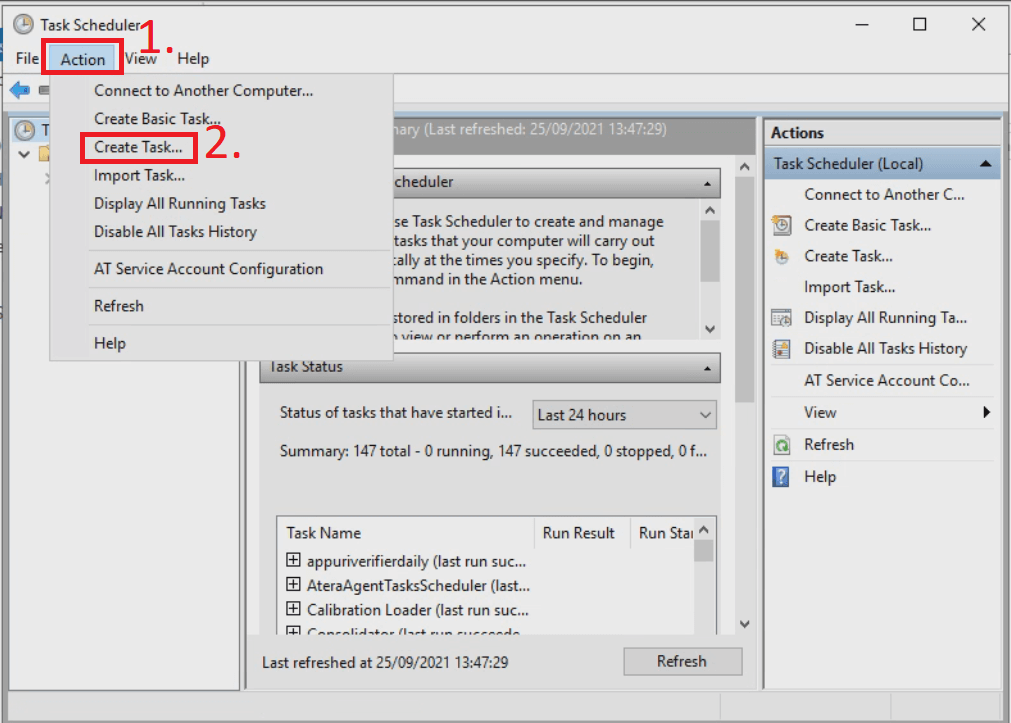 Task Scheduler
1.
File Action View Help
Connect to Another Computer...
Create Basic Task...
Create Task...
2.
Import Task...
Display All Running Tasks
Disable All Tasks History
AT Service Account Configuration
Refresh
Help
(Last refreshed: 25/09/2021 13:47:29)
Task Scheduler to create and manage
tasks that your computer will carry out
at the times you specify. To begin,
in the Action menu.
stored in folders in the Task Scheduler
view or perform an operation on an
Task Status
Status of tasks that have started i...
Last 24 hours
Summary: 147 total - 0 running, 147 succeeded, 0 stopped, 0 f...
Task Name Run Result Run Star
appuriverifierdaily (last run suc...
AteraAgentTasksScheduler (last...
Calibration Loader (last run suc...
Consolidator (last run succeede
Last refreshed at 25/09/2021 13:47:29
Refresh
Actions
Task Scheduler (Local)
Connect to Another C...
Create Basic Task...
Create Task...
Import Task...
Display All Running Ta...
Disable All Tasks History
AT Service Account Co...
View
Refresh
Help